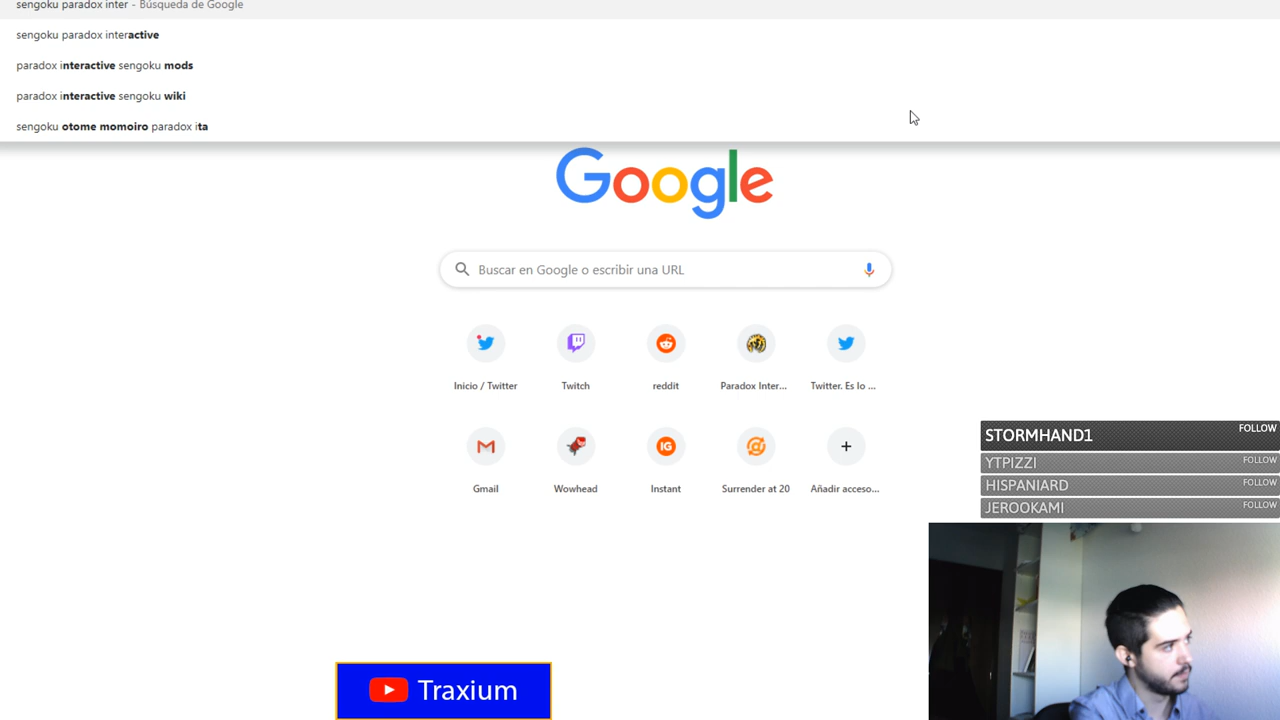 sengoku paradox inter - Búsqueda de Google
sengoku paradox interactive
paradox interactive sengoku mods
paradox interactive sengoku wiki
sengoku otome momoiro paradox ita
Google
Buscar en Google o escribir una URL
Inicio / Twitter
Twitch
reddit
Paradox Inter...
Twitter. Es lo ...
IG
Gmail
Wowhead
Instant
Surrender at 20
Añadir acceso...
STORMHAND1 FOLLOW
YTPIZZI FOLLOW
HISPANIARD FOLLOW
JEROOKAMI FOLLOW
Traxium